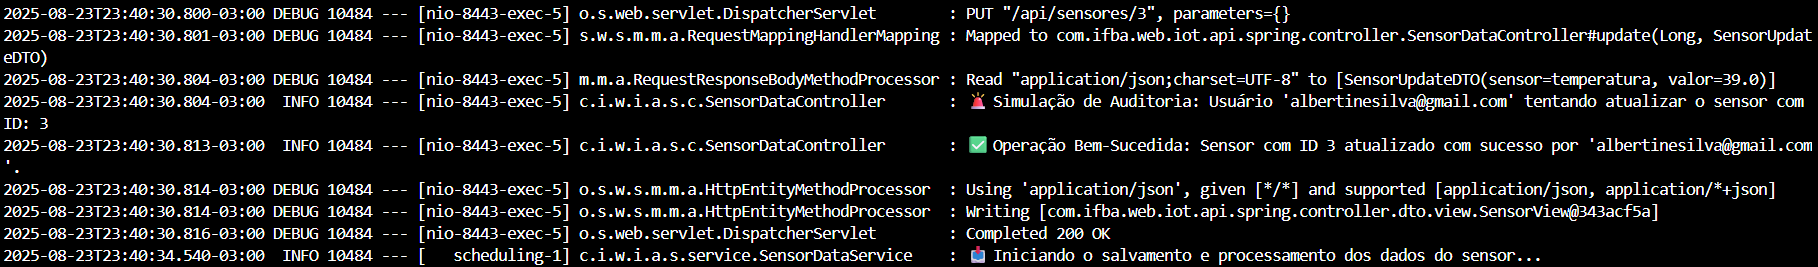 2025-08-23T23:40:30.800-03:00 DEBUG 10484 --- [nio-8443-exec-5] o.s.web.servlet.DispatcherServlet        : PUT "/api/sensores/3", parameters={}
2025-08-23T23:40:30.801-03:00 DEBUG 10484 --- [nio-8443-exec-5] s.w.s.m.m.a.RequestMappingHandlerMapping : Mapped to com.ifba.web.iot.api.spring.controller.SensorDataController#update(Long, SensorUpdat
eDTO)
2025-08-23T23:40:30.804-03:00 DEBUG 10484 --- [nio-8443-exec-5] m.m.a.RequestResponseBodyMethodProcessor : Read "application/json;charset=UTF-8" to [SensorUpdateDTO(sensor=temperatura, valor=39.0)]
2025-08-23T23:40:30.804-03:00  INFO 10484 --- [nio-8443-exec-5] c.i.w.i.a.s.c.SensorDataController       : 🚨 Simulação de Auditoria: Usuário 'albertinesilva@gmail.com' tentando atualizar o sensor com
ID: 3
2025-08-23T23:40:30.813-03:00  INFO 10484 --- [nio-8443-exec-5] c.i.w.i.a.s.c.SensorDataController       : ✅ Operação Bem-Sucedida: Sensor com ID 3 atualizado com sucesso por 'albertinesilva@gmail.com
'.
2025-08-23T23:40:30.814-03:00 DEBUG 10484 --- [nio-8443-exec-5] o.s.w.s.m.m.a.HttpEntityMethodProcessor  : Using 'application/json', given [*/*] and supported [application/json, application/*+json]
2025-08-23T23:40:30.814-03:00 DEBUG 10484 --- [nio-8443-exec-5] o.s.w.s.m.m.a.HttpEntityMethodProcessor  : Writing [com.ifba.web.iot.api.spring.controller.dto.view.SensorView@343acf5a]
2025-08-23T23:40:30.816-03:00 DEBUG 10484 --- [nio-8443-exec-5] o.s.web.servlet.DispatcherServlet        : Completed 200 OK
2025-08-23T23:40:34.540-03:00  INFO 10484 --- [   scheduling-1] c.i.w.i.a.s.service.SensorDataService    : 📥 Iniciando o salvamento e processamento dos dados do sensor...